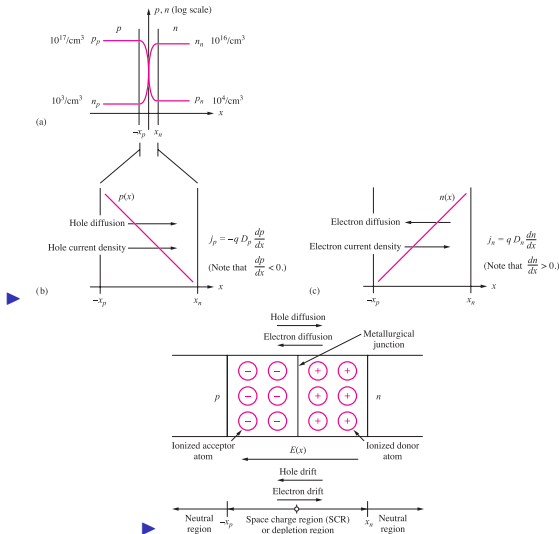 p, n (log scale)
p n
10^17/cm^3 p_p n_n 10^16/cm^3
10^3/cm^3 n_p p_n 10^4/cm^3
x
-x_p x_n
(a)
p(x)
Hole diffusion
Hole current density
j_p = -q D_p dp/dx
(Note that dp/dx < 0.)
(b)
-x_p x_n x
n(x)
Electron diffusion
Electron current density
j_n = q D_n dn/dx
(Note that dn/dx > 0.)
(c)
-x_p x_n x
Hole diffusion
Electron diffusion
Metallurgical
junction
p n
− − + +
− − + +
− − + +
Ionized acceptor
atom
Ionized donor
atom
E(x)
Hole drift
Electron drift
Neutral
region
-x_p
Space charge region (SCR)
or depletion region
x_n
Neutral
region